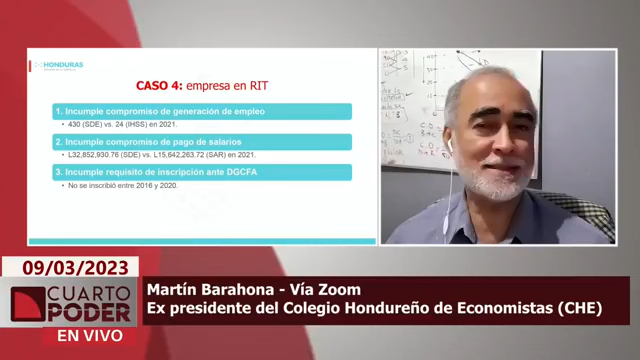 HONDURAS
CASO 4: empresa en RIT
1. Incumple compromiso de generación de empleo
• 430 (SDE) vs. 24 (IHSS) en 2021.
2. Incumple compromiso de pago de salarios
• L32,852,930.76 (SDE) vs. L15,642,263.72 (SAR) en 2021.
3. Incumple requisito de inscripción ante DGCFA
• No se inscribió entre 2016 y 2020.
09/03/2023
CUARTO
PODER
EN VIVO
Martín Barahona - Vía Zoom
Ex presidente del Colegio Hondureño de Economistas (CHE)